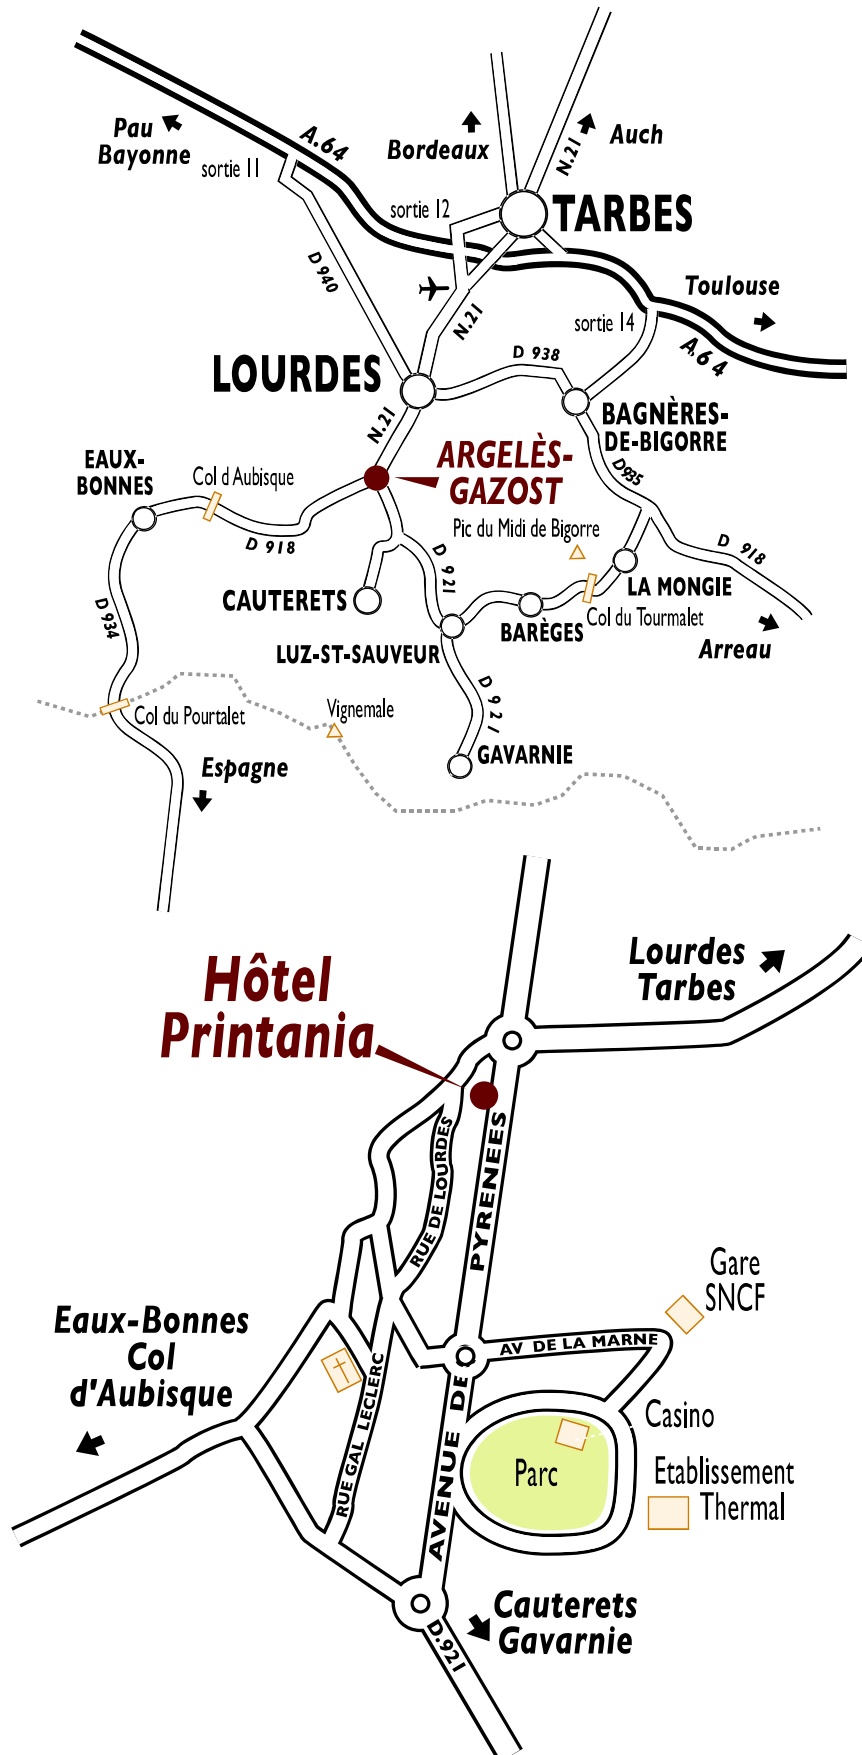 Pau
Bayonne
A.64
sortie 11
Bordeaux
N.21
Auch
sortie 12
TARBES
D 940
N.21
Toulouse
sortie 14
A.64
D 938
LOURDES
N.21
BAGNÈRES-
DE-BIGORRE
ARGELÈS-
GAZOST
EAUX-
BONNES
Col d'Aubisque
D 918
D935
Pic du Midi de Bigorre
D 918
D 921
D 934
CAUTERETS
LA MONGIE
BARÈGES
Col du Tourmalet
LUZ-ST-SAUVEUR
Arreau
D 921
Col du Pourtalet
Vignemale
GAVARNIE
Espagne
Lourdes
Tarbes
Hôtel
Printania
RUE DE LOURDES
AVENUE DES PYRENEES
Gare
SNCF
AV DE LA MARNE
Eaux-Bonnes
Col
d'Aubisque
RUE GAL LECLERC
Casino
Parc
Etablissement
Thermal
Cauterets
Gavarnie
D.921